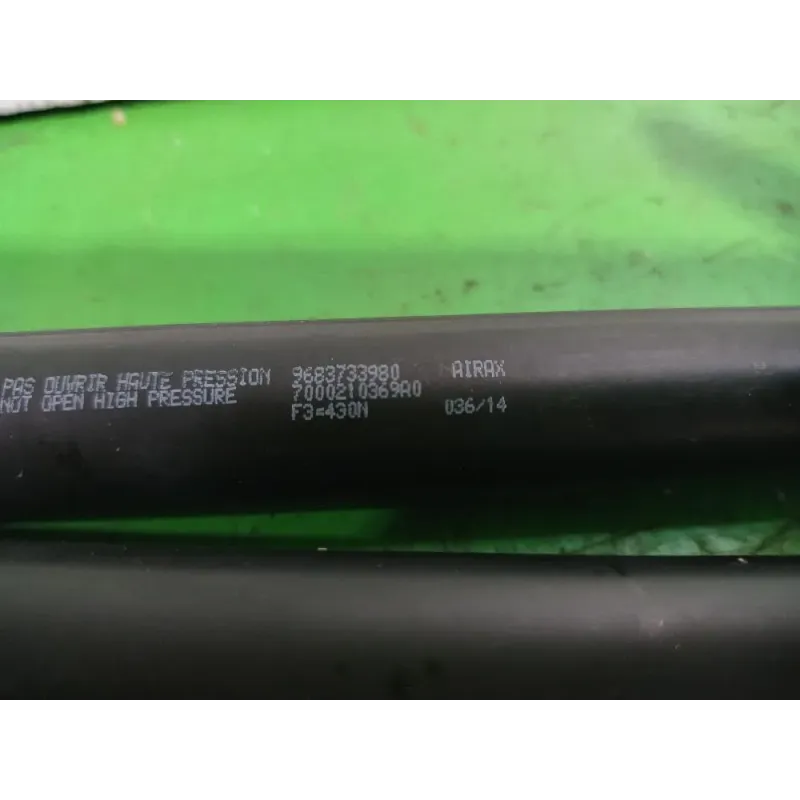 PAS OUVRIR HAUTE PRESSION 9683733980 AIRAX
NOT OPEN HIGH PRESSURE 7000210369A0
F3=430N 036/14